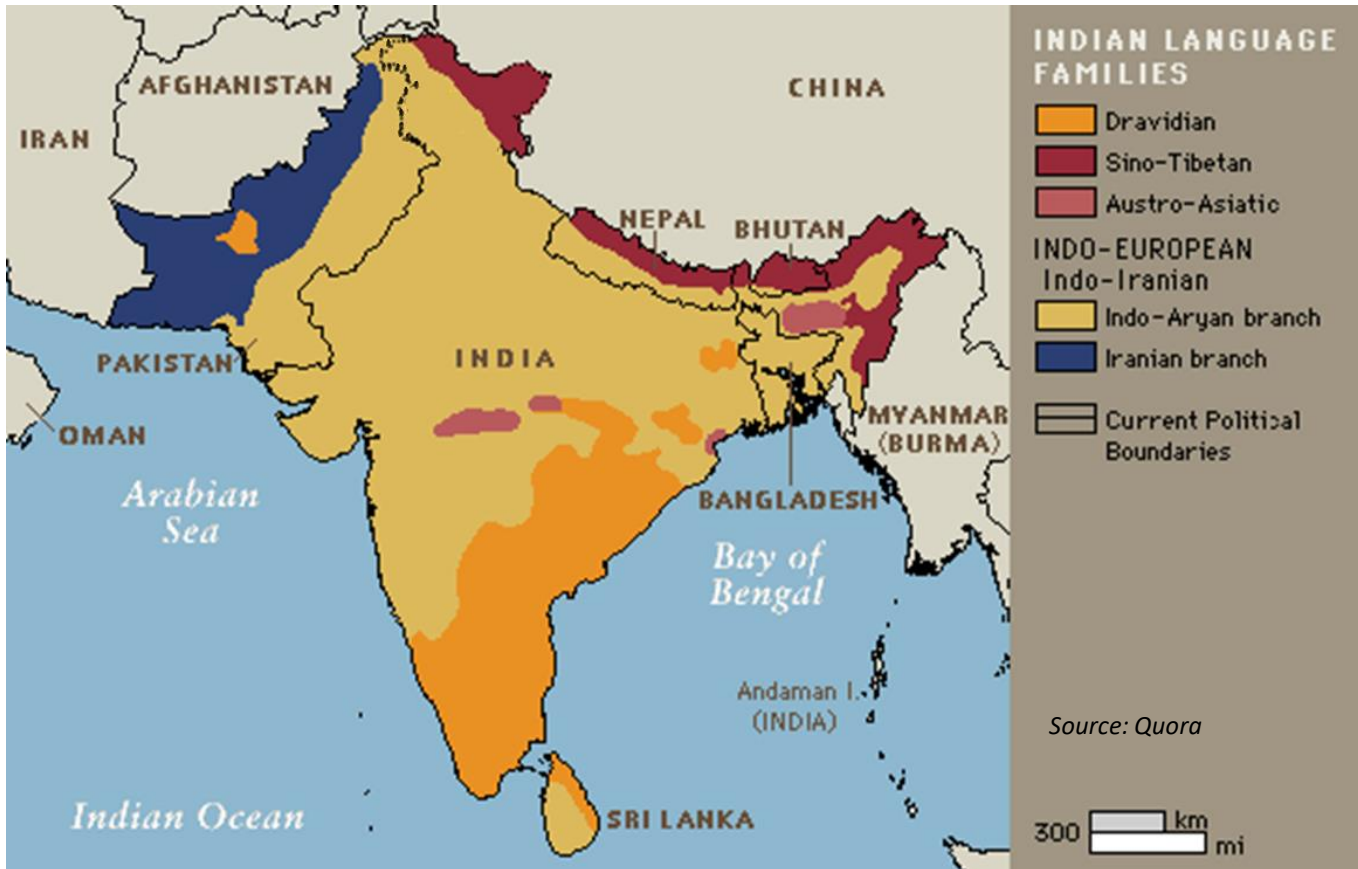 AFGHANISTAN
IRAN
CHINA
NEPAL
BHUTAN
PAKISTAN
INDIA
OMAN
MYANMAR
(BURMA)
BANGLADESH
Arabian
Sea
Bay of
Bengal
Andaman I.
(INDIA)
SRI LANKA
Indian Ocean
INDIAN LANGUAGE
FAMILIES
Dravidian
Sino-Tibetan
Austro-Asiatic
INDO-EUROPEAN
Indo-Iranian
Indo-Aryan branch
Iranian branch
Current Political
Boundaries
Source: Quora
300 km
mi